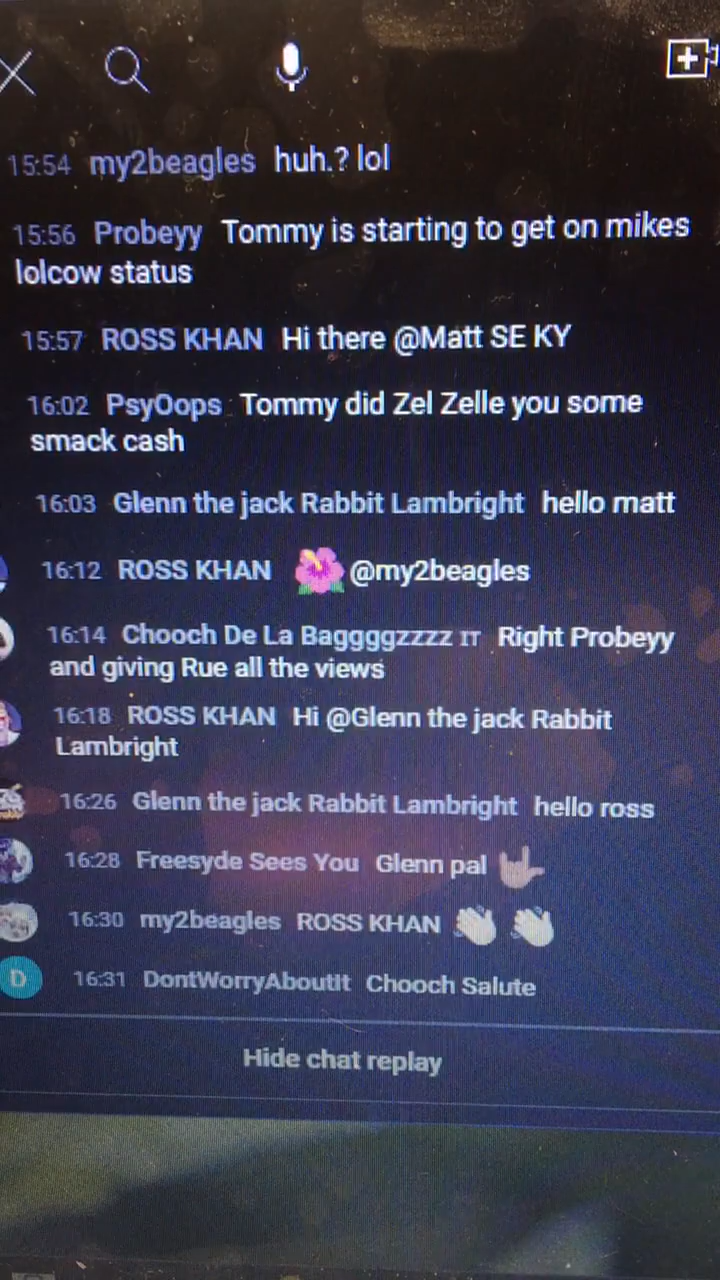 15:54 my2beagles huh.? lol
15:56 Probeyy Tommy is starting to get on mikes
lolcow status
15:57 ROSS KHAN Hi there @Matt SE KY
16:02 PsyOops Tommy did Zel Zelle you some
smack cash
16:03 Glenn the jack Rabbit Lambright hello matt
16:12 ROSS KHAN 🌺@my2beagles
16:14 Chooch De La Baggggzzzz IT Right Probeyy
and giving Rue all the views
16:18 ROSS KHAN Hi @Glenn the jack Rabbit
Lambright
16:26 Glenn the jack Rabbit Lambright hello ross
16:28 Freesyde Sees You Glenn pal 🤟
16:30 my2beagles ROSS KHAN 👋 👋
D 16:31 DontWorryAboutIt Chooch Salute
Hide chat replay